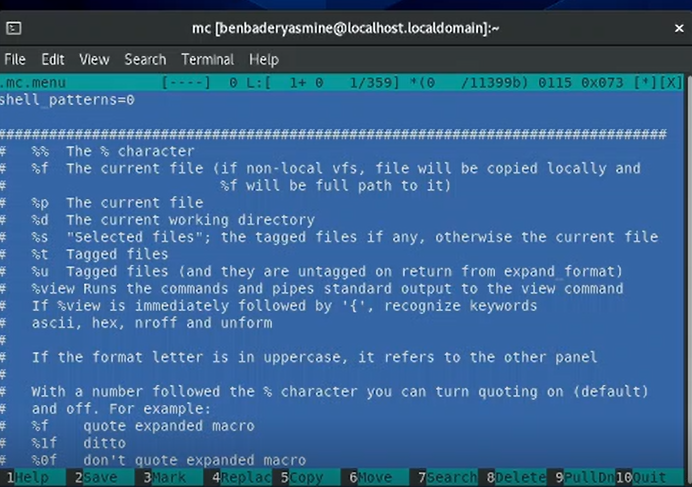 mc [benbaderyasmine@localhost.localdomain]:~
File Edit View Search Terminal Help
.mc.menu [----] 0 L:[ 1+ 0 1/359] *(0 /11399b) 0115 0x073 [*][X]
shell_patterns=0
################################################################################
# %% The % character
# %f The current file (if non-local vfs, file will be copied locally and
# %f will be full path to it)
# %p The current file
# %d The current working directory
# %s "Selected files"; the tagged files if any, otherwise the current file
# %t Tagged files
# %u Tagged files (and they are untagged on return from expand_format)
# %view Runs the commands and pipes standard output to the view command
# If %view is immediately followed by '{', recognize keywords
# ascii, hex, nroff and unform
#
# If the format letter is in uppercase, it refers to the other panel
#
# With a number followed the % character you can turn quoting on (default)
# and off. For example:
# %f quote expanded macro
# %1f ditto
# %0f don't quote expanded macro
1Help 2Save 3Mark 4Replac 5Copy 6Move 7Search 8Delete 9PullDn 10Quit